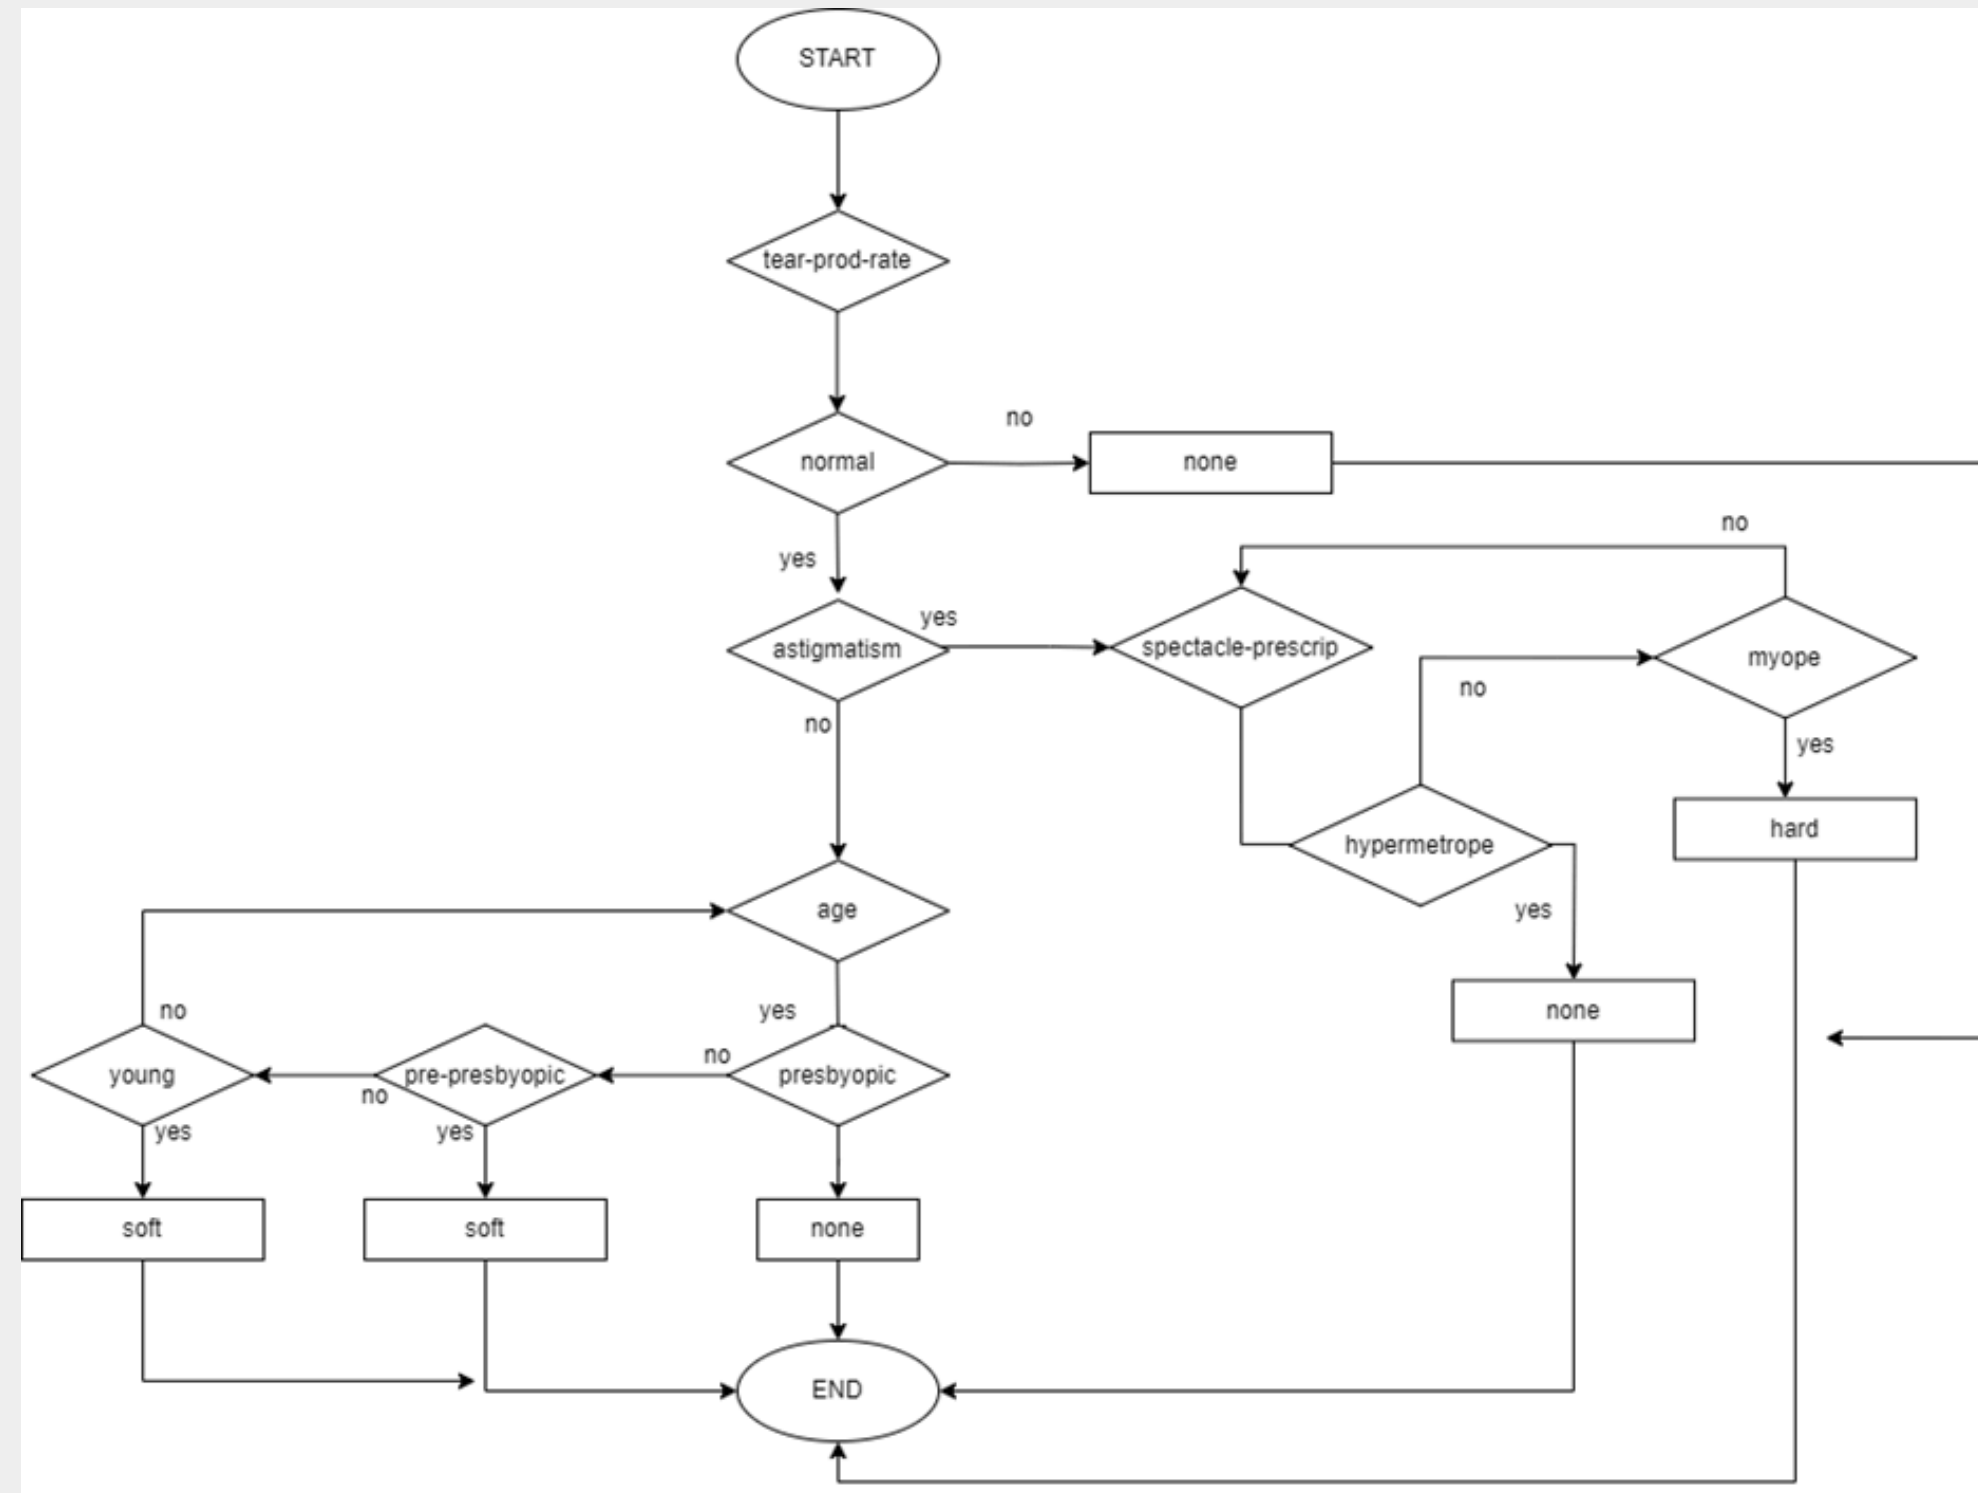 START
tear-prod-rate
normal
no
none
yes
no
astigmatism
yes
spectacle-prescrip
myope
no
no
yes
hypermetrope
hard
yes
none
age
yes
no
presbyopic
no
pre-presbyopic
no
young
yes
yes
soft
soft
none
END